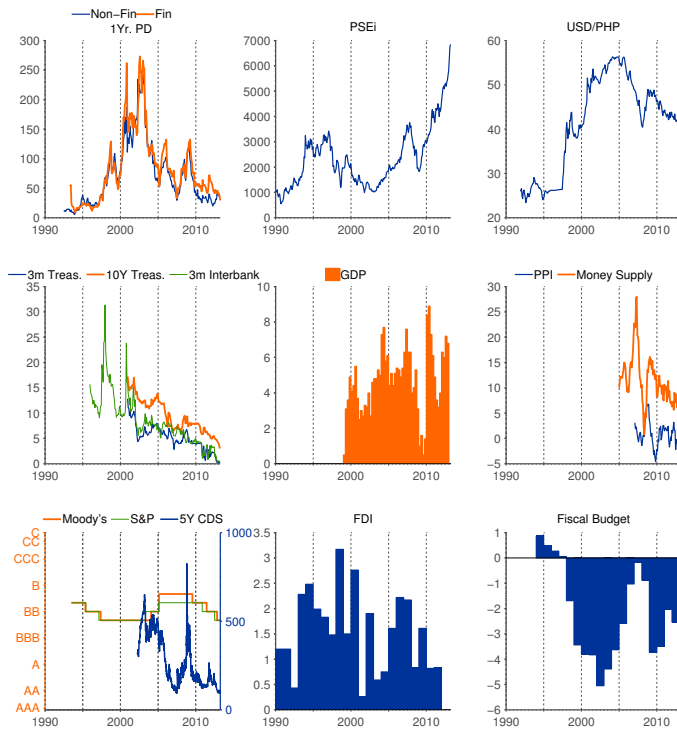 Non−Fin Fin
1Yr. PD
300
250
200
150
100
50
0
1990 2000 2010
PSEi
7000
6000
5000
4000
3000
2000
1000
0
1990 2000 2010
USD/PHP
60
50
40
30
20
1990 2000 2010
3m Treas. 10Y Treas. 3m Interbank
35
30
25
20
15
10
5
0
1990 2000 2010
GDP
10
8
6
4
2
0
1990 2000 2010
PPI Money Supply
30
25
20
15
10
5
0
−5
1990 2000 2010
Moody's S&P 5Y CDS
C
CC
CCC
B
BB
BBB
A
AA
AAA
1000
500
0
1990 2000 2010
FDI
3.5
3
2.5
2
1.5
1
0.5
0
1990 2000 2010
Fiscal Budget
1
0
−1
−2
−3
−4
−5
−6
1990 2000 2010